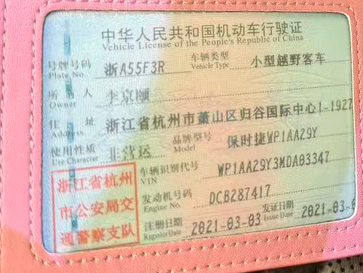 中华人民共和国机动车行驶证
Vehicle License of the People's Republic of China
号牌号码 浙A55F3R 车辆类型 小型越野客车
Plate No. Vehicle Type
所有人 李京颐
Owner
住址 浙江省杭州市萧山区归谷国际中心1-1927
Address
使用性质 非营运 品牌型号 保时捷WP1AA29Y
Use Character Model
车辆识别代号 WP1AA29Y3MDA03347
VIN
发动机号码 DCB287417
Engine No.
注册日期 2021-03-03 发证日期 2021-03-0
Register Date Issue Date
浙江省杭州
市公安局交
通警察支队